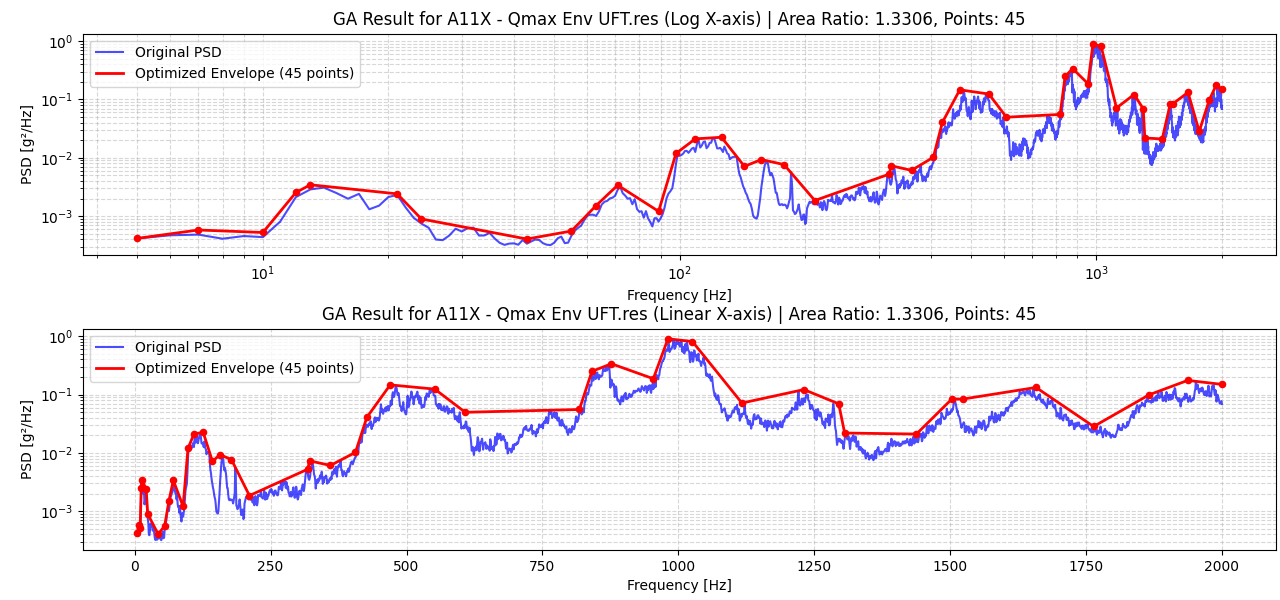 GA Result for A11X - Qmax Env UFT.res (Log X-axis) | Area Ratio: 1.3306, Points: 45
Original PSD
Optimized Envelope (45 points)
PSD [g²/Hz]
10⁰
10⁻¹
10⁻²
10⁻³
10¹ 10² 10³
Frequency [Hz]
GA Result for A11X - Qmax Env UFT.res (Linear X-axis) | Area Ratio: 1.3306, Points: 45
Original PSD
Optimized Envelope (45 points)
PSD [g²/Hz]
10⁰
10⁻¹
10⁻²
10⁻³
0 250 500 750 1000 1250 1500 1750 2000
Frequency [Hz]